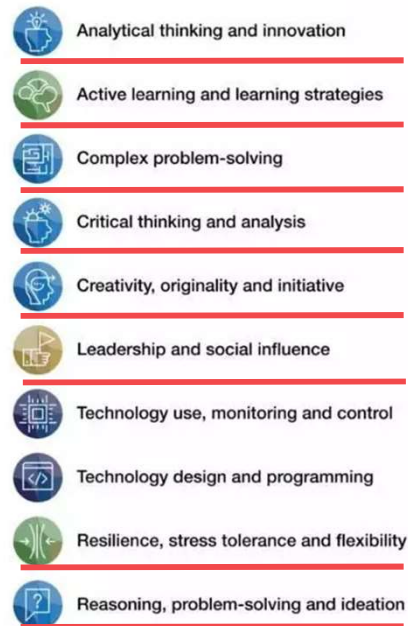 Analytical thinking and innovation
Active learning and learning strategies
Complex problem-solving
Critical thinking and analysis
Creativity, originality and initiative
Leadership and social influence
Technology use, monitoring and control
Technology design and programming
Resilience, stress tolerance and flexibility
Reasoning, problem-solving and ideation